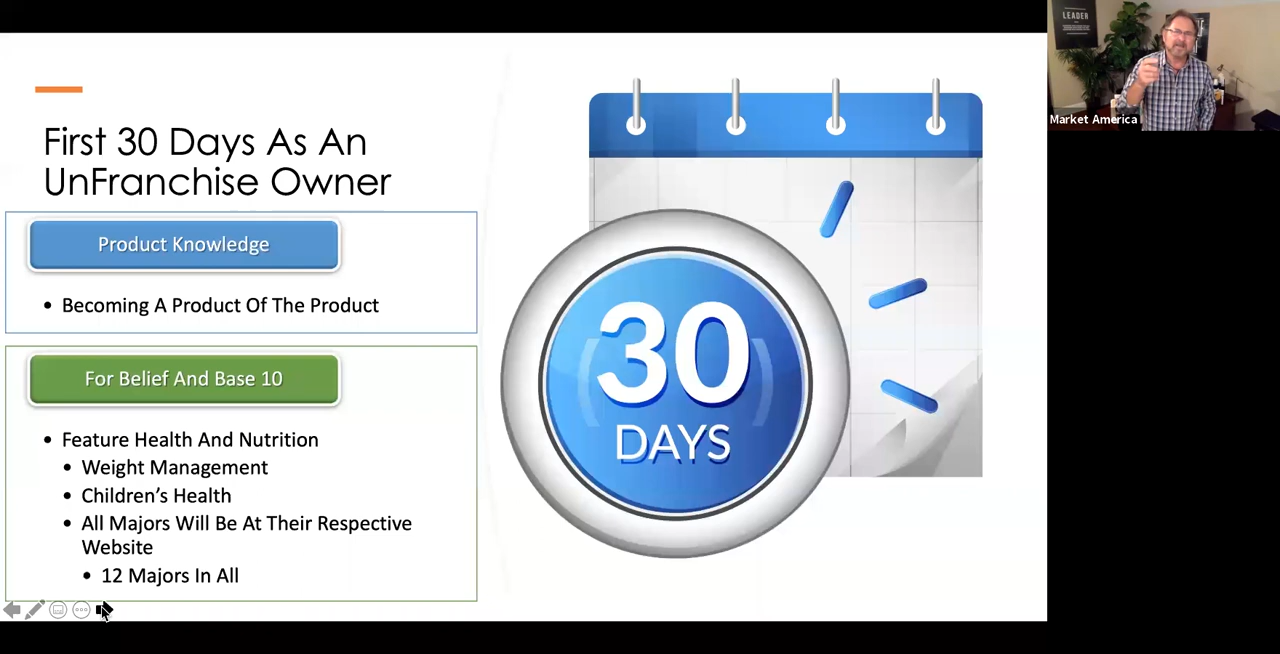 First 30 Days As An
UnFranchise Owner
Product Knowledge
• Becoming A Product Of The Product
For Belief And Base 10
• Feature Health And Nutrition
• Weight Management
• Children's Health
• All Majors Will Be At Their Respective
Website
• 12 Majors In All
30
DAYS
LEADER
Market America